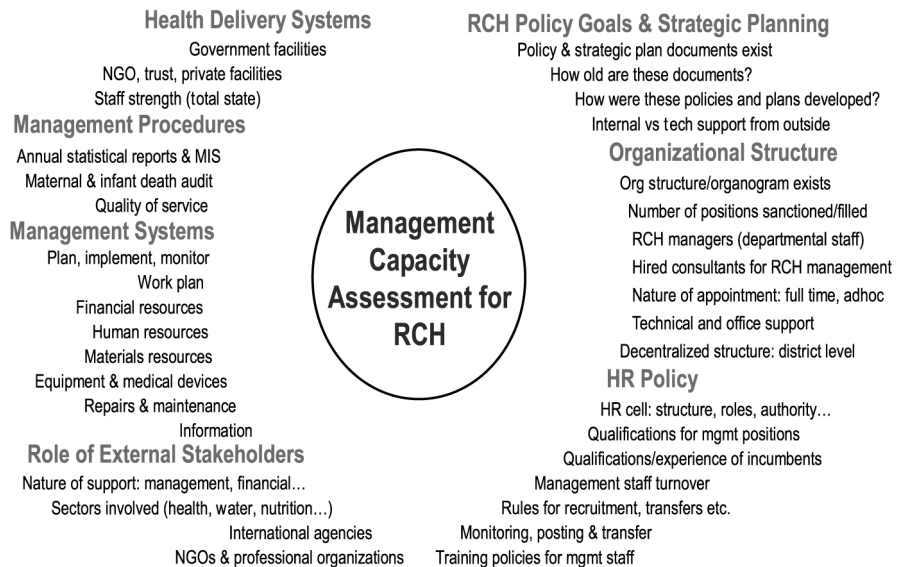 Health Delivery Systems
Government facilities
NGO, trust, private facilities
Staff strength (total state)
Management Procedures
Annual statistical reports & MIS
Maternal & infant death audit
Quality of service
Management Systems
Plan, implement, monitor
Work plan
Financial resources
Human resources
Materials resources
Equipment & medical devices
Repairs & maintenance
Information
Role of External Stakeholders
Nature of support: management, financial…
Sectors involved (health, water, nutrition…)
International agencies
NGOs & professional organizations
Management
Capacity
Assessment for
RCH
RCH Policy Goals & Strategic Planning
Policy & strategic plan documents exist
How old are these documents?
How were these policies and plans developed?
Internal vs tech support from outside
Organizational Structure
Org structure/organogram exists
Number of positions sanctioned/filled
RCH managers (departmental staff)
Hired consultants for RCH management
Nature of appointment: full time, adhoc
Technical and office support
Decentralized structure: district level
HR Policy
HR cell: structure, roles, authority…
Qualifications for mgmt positions
Qualifications/experience of incumbents
Management staff turnover
Rules for recruitment, transfers etc.
Monitoring, posting & transfer
Training policies for mgmt staff